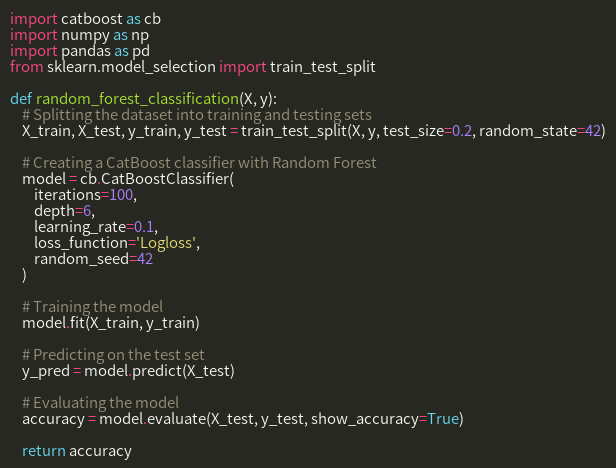 import catboost as cb
import numpy as np
import pandas as pd
from sklearn.model_selection import train_test_split

def random_forest_classification(X, y):
    # Splitting the dataset into training and testing sets
    X_train, X_test, y_train, y_test = train_test_split(X, y, test_size=0.2, random_state=42)

    # Creating a CatBoost classifier with Random Forest
    model = cb.CatBoostClassifier(
        iterations=100,
        depth=6,
        learning_rate=0.1,
        loss_function='Logloss',
        random_seed=42
    )

    # Training the model
    model.fit(X_train, y_train)

    # Predicting on the test set
    y_pred = model.predict(X_test)

    # Evaluating the model
    accuracy = model.evaluate(X_test, y_test, show_accuracy=True)

    return accuracy